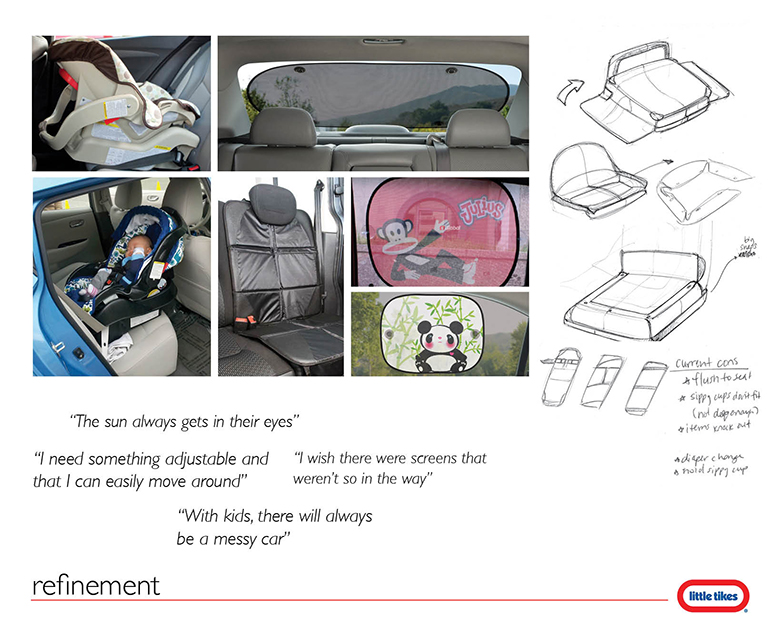 Julius
"The sun always gets in their eyes"
"I need something adjustable and
that I can easily move around"
"I wish there were screens that
weren't so in the way"
"With kids, there will always
be a messy car"
big
snaps
Current cons
flush to seat
sippy cups don't fit
items knock out
diaper change
hold sippy cup
refinement
little tikes